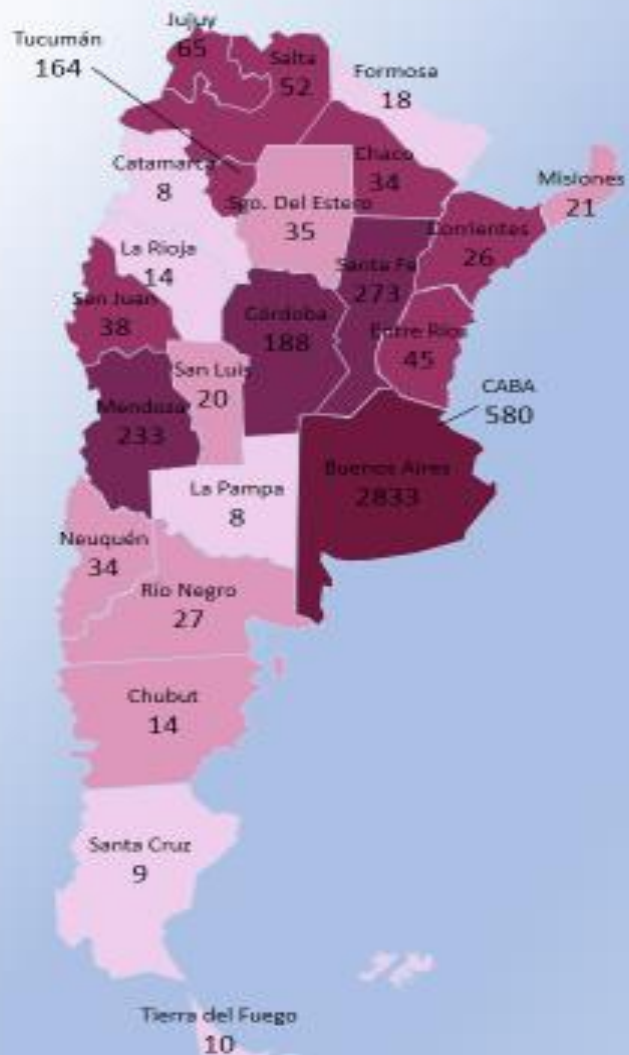 Jujuy
65
Tucumán
164
Salta
52
Formosa
18
Catamarca
8
Chaco
34
Misiones
21
Sgo. Del Estero
35
Corrientes
26
La Rioja
14
Santa Fe
273
San Juan
38
Córdoba
188
Entre Ríos
45
San Luis
20
CABA
580
Mendoza
233
Buenos Aires
2833
La Pampa
8
Neuquén
34
Río Negro
27
Chubut
14
Santa Cruz
9
Tierra del Fuego
10